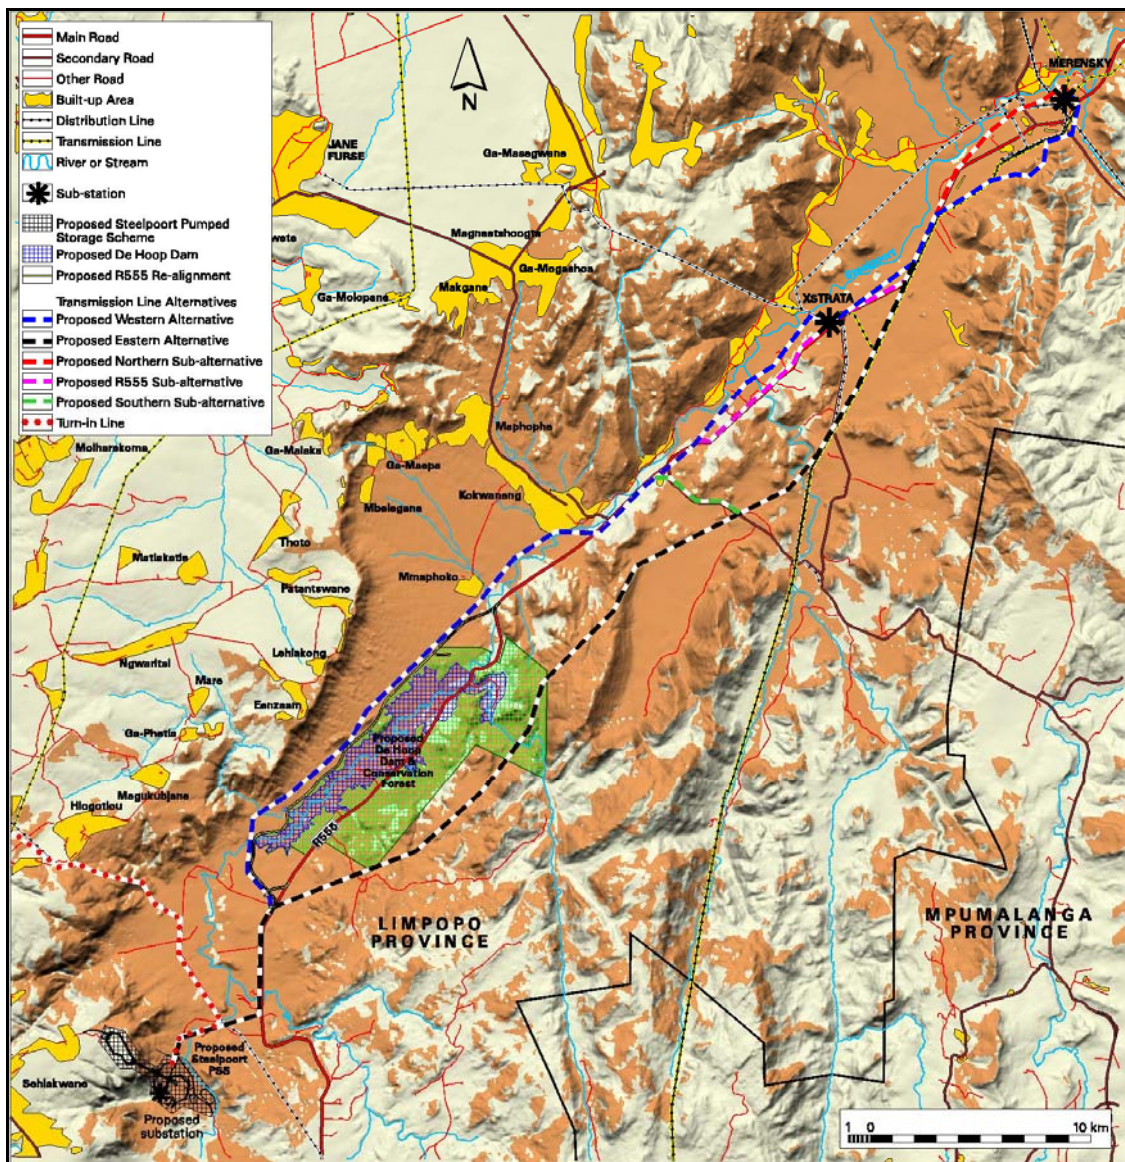 Main Road
Secondary Road
Other Road
Built-up Area
Distribution Line
Transmission Line
River or Stream
Sub-station
Proposed Steelpoort Pumped
Storage Scheme
Proposed De Hoop Dam
Proposed R555 Re-alignment
Transmission Line Alternatives
Proposed Western Alternative
Proposed Eastern Alternative
Proposed Northern Sub-alternative
Proposed R555 Sub-alternative
Proposed Southern Sub-alternative
Turn-in Line
N
MERENSKY
JANE
FURSE
Ga-Masegwane
Magneetshoogte
Ga-Mogashoa
Makgane
Ga-Molopane
XSTRATA
Maphopha
Moiharakoma
Ga-Malaka
Ga-Maepa
Kokwaneng
Mbelegane
Thoto
Matlakatle
Patantswane
Mmaphoko
Ngwaritsi
Lehlakong
Mare
Eenzaam
Ga-Phatla
Proposed
De Hoop
Dam &
Conservation
Forest
Magukubjane
Hlogotlou
R555
LIMPOPO
PROVINCE
MPUMALANGA
PROVINCE
Proposed
Steelpoort
PSS
Sehlakwane
Proposed
substation
1 0 10 km